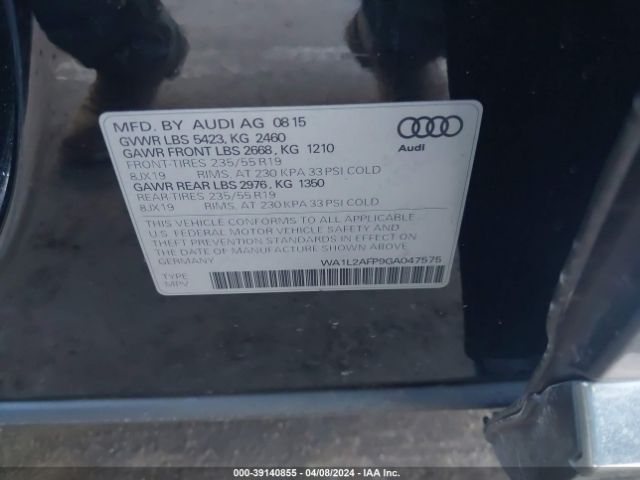 MFD. BY AUDI AG 08 15
GVWR LBS 5423, KG 2460
GAWR FRONT LBS 2668, KG 1210
FRONT-TIRES 235/55 R19
8JX19 RIMS, AT 230 KPA 33 PSI COLD
GAWR REAR LBS 2976, KG 1350
REAR-TIRES 235/55 R19
8JX19 RIMS, AT 230 KPA 33 PSI COLD
Audi
THIS VEHICLE CONFORMS TO ALL APPLICABLE
U.S. FEDERAL MOTOR VEHICLE SAFETY AND
THEFT PREVENTION STANDARDS IN EFFECT
ON THE DATE OF MANUFACTURE SHOWN ABOVE.
GERMANY WA1L2AFP9GA047575
TYPE
MPV
000-39140855 - 04/08/2024 - IAA Inc.